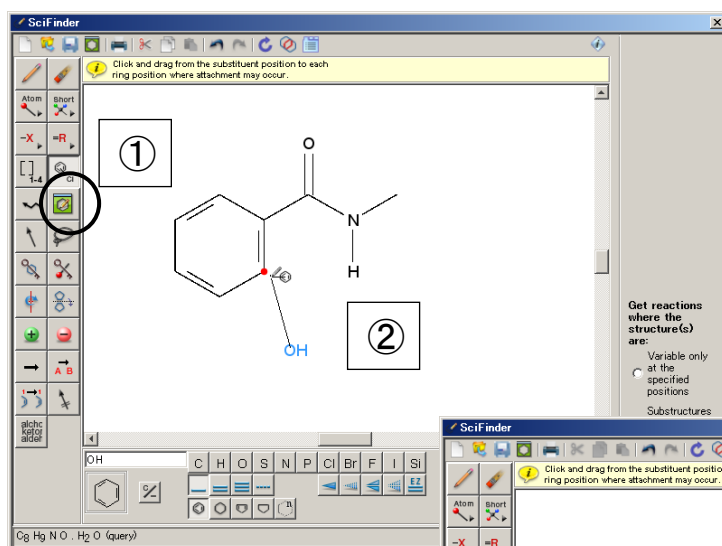 SciFinder
Click and drag from the substituent position to each
ring position where attachment may occur.
Atom
Short
-X
=R
1-4
Cl
①
O
N
H
OH
②
A B
alchc
ketor
aldef
Get reactions
where the
structure(s)
are:
Variable only
at the
specified
positions
Substructures
OH
C H O S N P Cl Br F I Si
EZ
n
C8 H9 N O . H2 O (query)
SciFinder
Click and drag from the substituent positio
ring position where attachment may occur.
Atom
Short
-X
=R